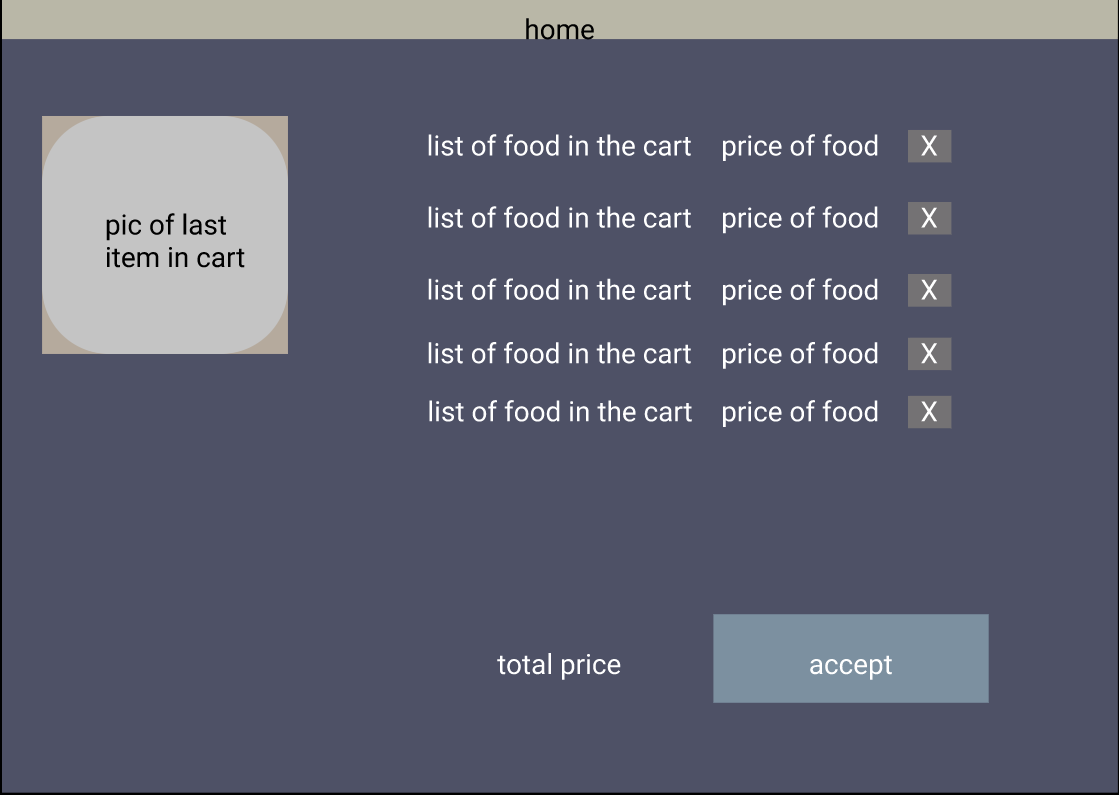 home
pic of last
item in cart
list of food in the cart price of food X
list of food in the cart price of food X
list of food in the cart price of food X
list of food in the cart price of food X
list of food in the cart price of food X
total price accept